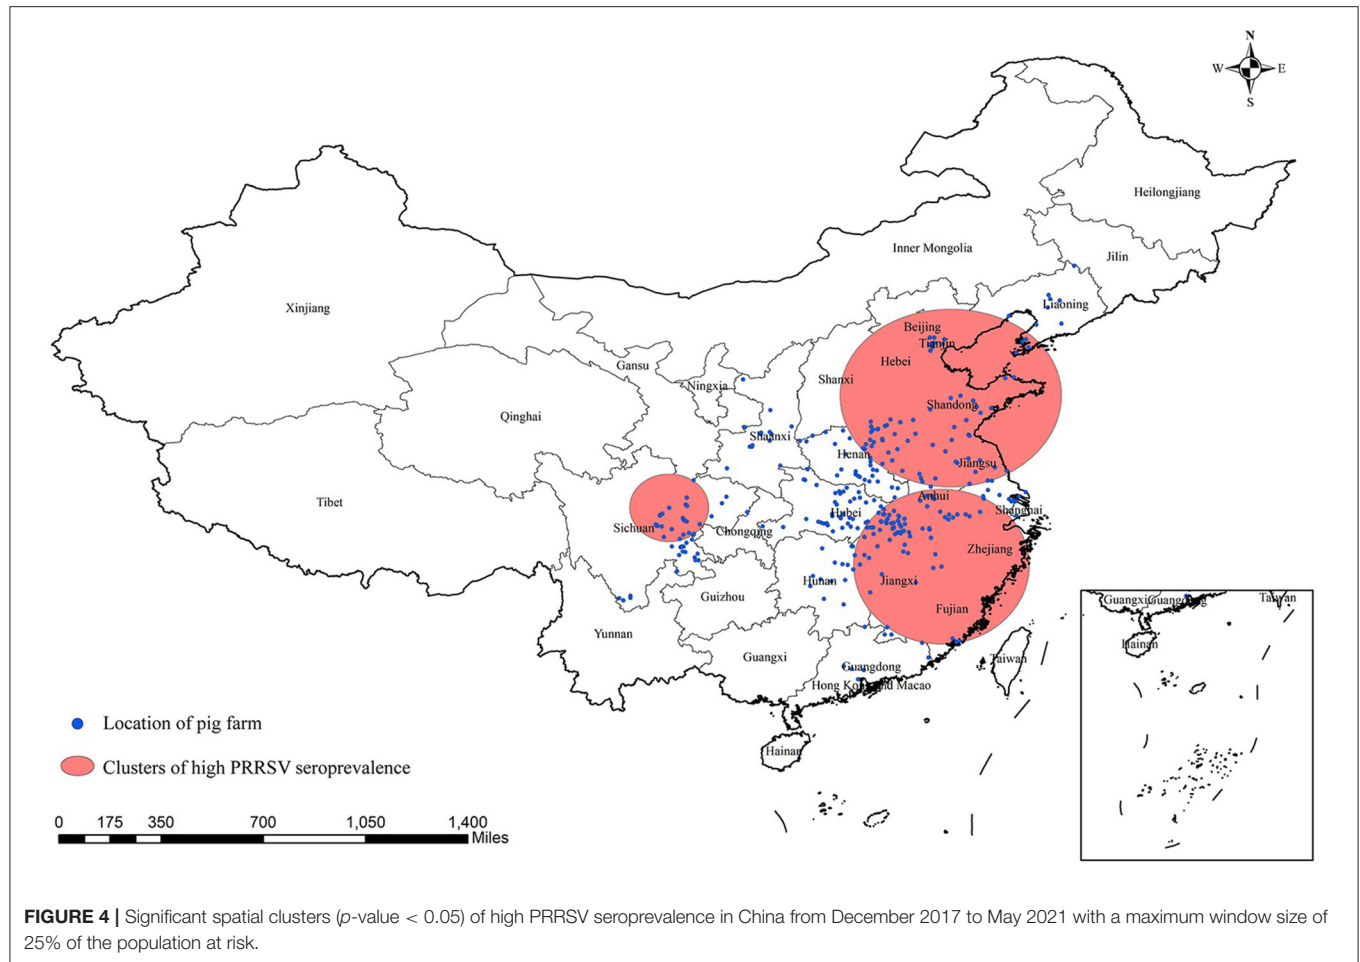 N
W E
S
Heilongjiang
Inner Mongolia
Jilin
Xinjiang
Liaoning
Beijing
Tianjin
Hebei
Gansu
Shanxi
Ningxia
Qinghai
Shandong
Shaanxi
Henan
Jiangsu
Tibet
Anhui
Hubei
Shanghai
Sichuan
Chongqing
Zhejiang
Hunan
Jiangxi
Guizhou
Fujian
Yunnan
Guangxi
Taiwan
Guangdong
Hong Kong and Macao
Hainan
Guangxi Guangdong
Taiwan
Hainan
Location of pig farm
Clusters of high PRRSV seroprevalence
0 175 350 700 1,050 1,400
Miles
FIGURE 4 | Significant spatial clusters (p-value < 0.05) of high PRRSV seroprevalence in China from December 2017 to May 2021 with a maximum window size of
25% of the population at risk.